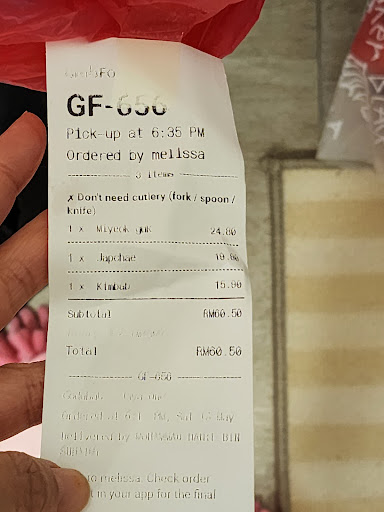 GF-656
Pick-up at 6:35 PM
Ordered by melissa
3 items
✗ Don't need cutlery (fork / spoon /
knife)
1 x Miyeok guk 24.80
1 x Japchae
1 x Kimbab 15.90
Subtotal RM60.50
Total RM60.50
GF-656
Ordered at
Delivered by
melissa. Check order
in your app for the final